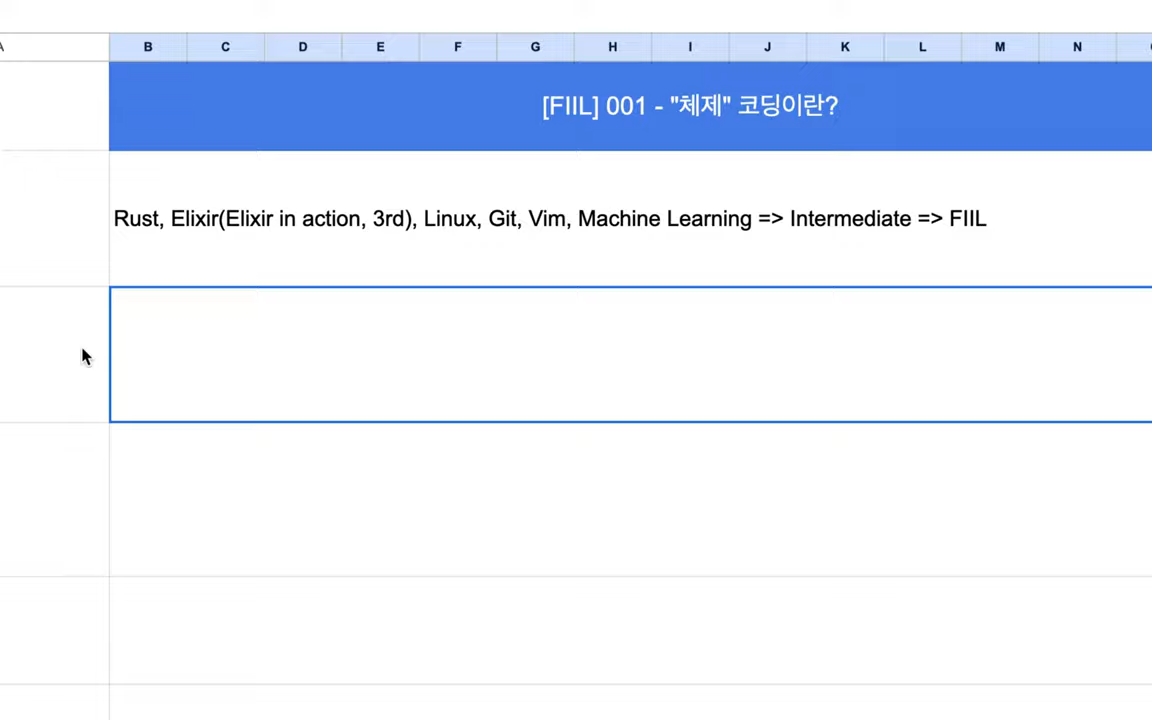 A B C D E F G H I J K L M N
[FIIL] 001 - "체제" 코딩이란?
Rust, Elixir(Elixir in action, 3rd), Linux, Git, Vim, Machine Learning => Intermediate => FIIL